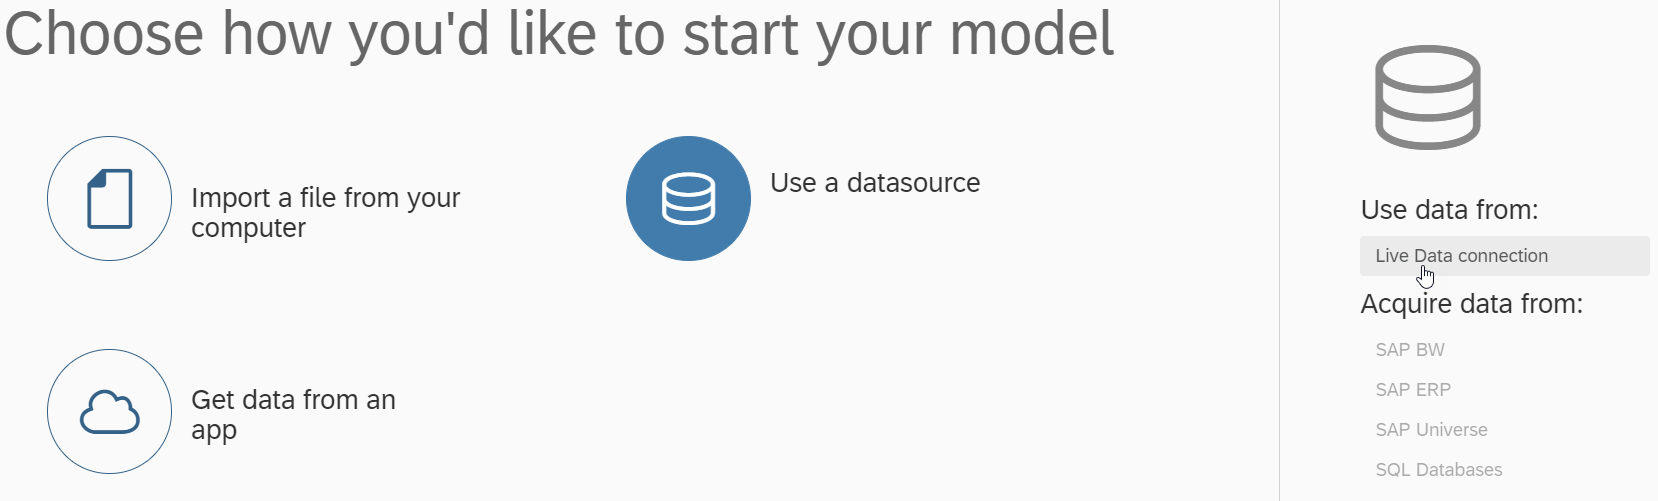 Choose how you'd like to start your model
Import a file from your
computer
Use a datasource
Get data from an
app
Use data from:
Live Data connection
Acquire data from:
SAP BW
SAP ERP
SAP Universe
SQL Databases